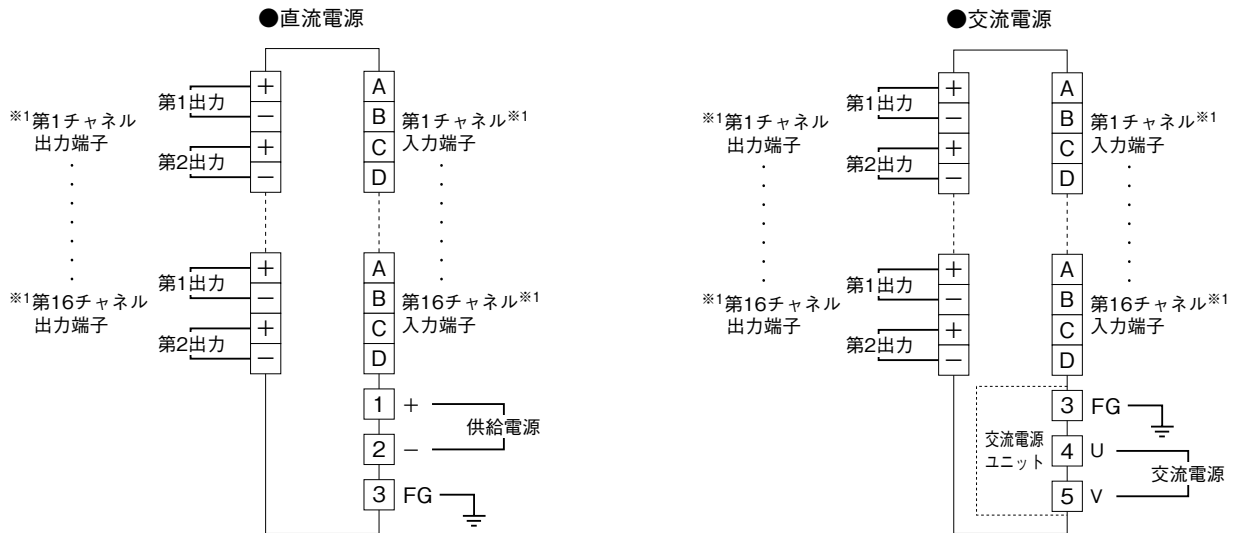 ●直流電源
第1出力
※1第1チャネル
出力端子
第2出力
+
−
+
−
A
B
C
D
第1チャネル※1
入力端子
第1出力
※1第16チャネル
出力端子
第2出力
+
−
+
−
A
B
C
D
第16チャネル※1
入力端子
1 +
供給電源
2 −
3 FG
●交流電源
第1出力
※1第1チャネル
出力端子
第2出力
+
−
+
−
A
B
C
D
第1チャネル※1
入力端子
第1出力
※1第16チャネル
出力端子
第2出力
+
−
+
−
A
B
C
D
第16チャネル※1
入力端子
交流電源
ユニット
3 FG
4 U
交流電源
5 V